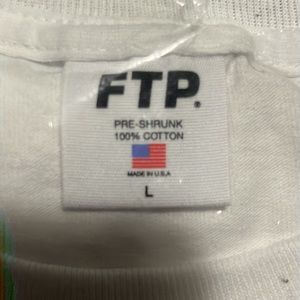 FTP®
PRE-SHRUNK
100% COTTON
MADE IN U.S.A
L